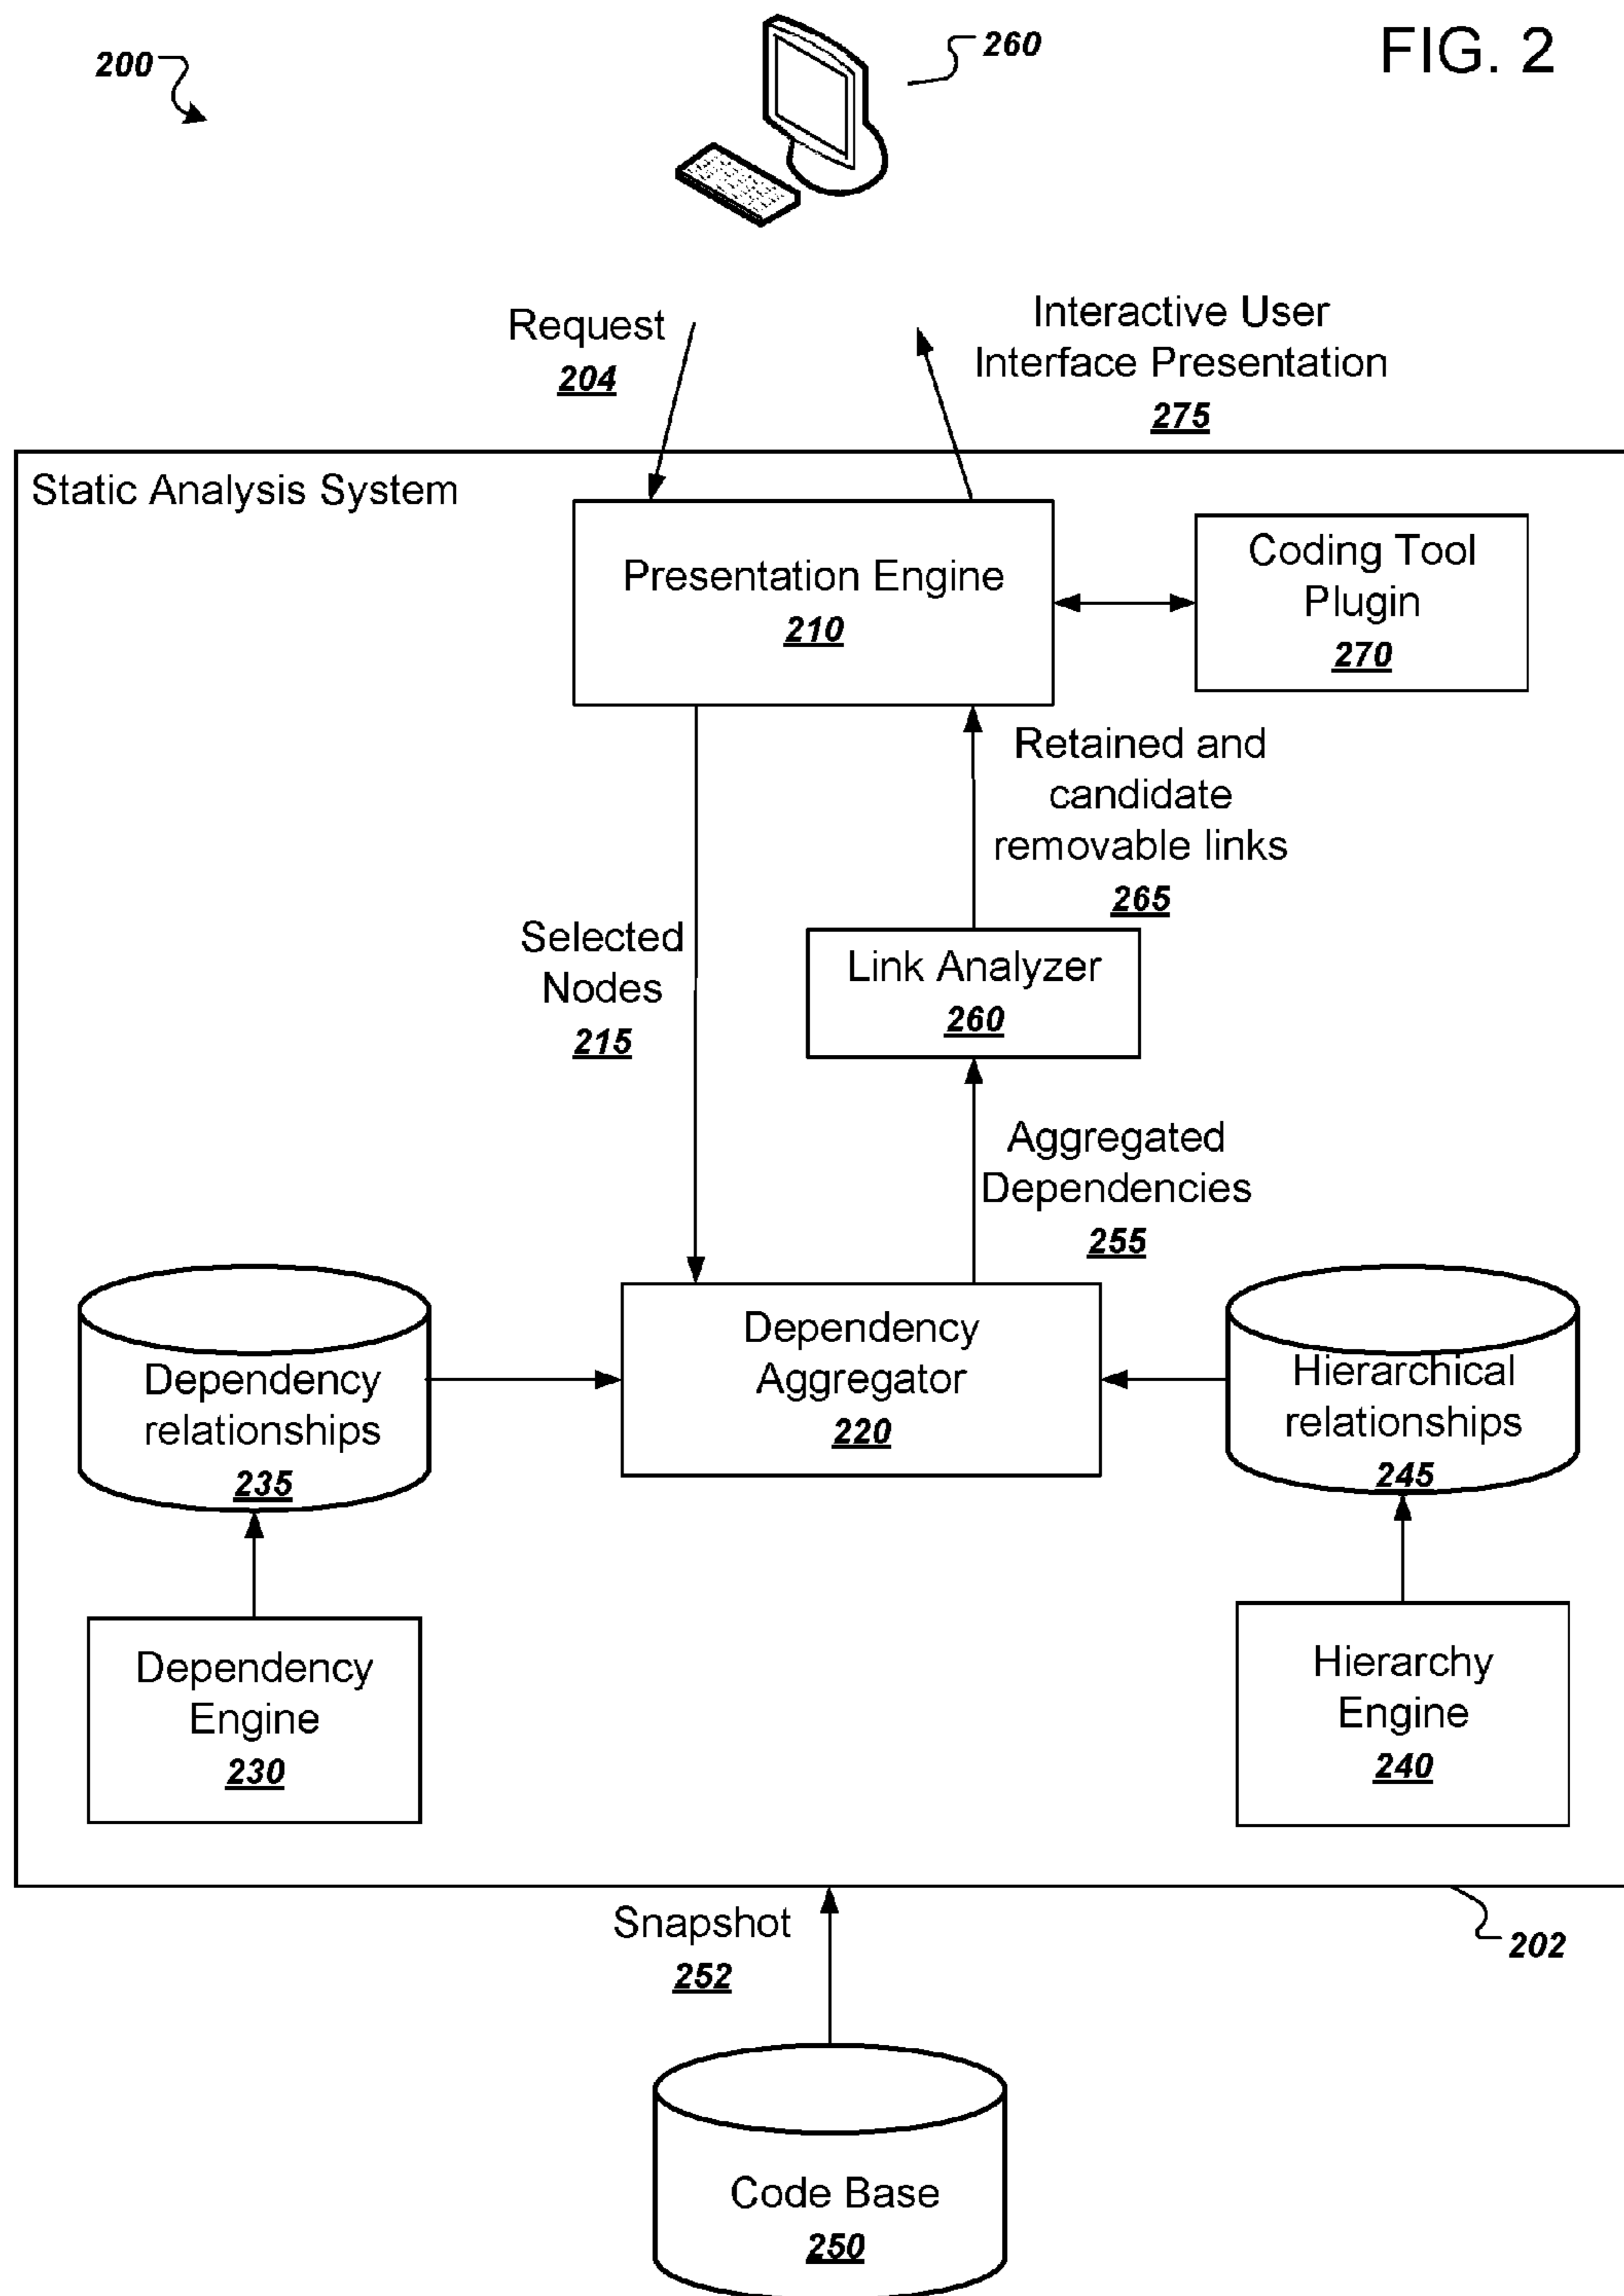 FIG. 2
200
260
Request
204
Interactive User
Interface Presentation
275
Static Analysis System
Presentation Engine
210
Coding Tool
Plugin
270
Retained and
candidate
removable links
265
Selected
Nodes
215
Link Analyzer
260
Aggregated
Dependencies
255
Dependency
relationships
235
Dependency
Aggregator
220
Hierarchical
relationships
245
Dependency
Engine
230
Hierarchy
Engine
240
Snapshot
252
202
Code Base
250